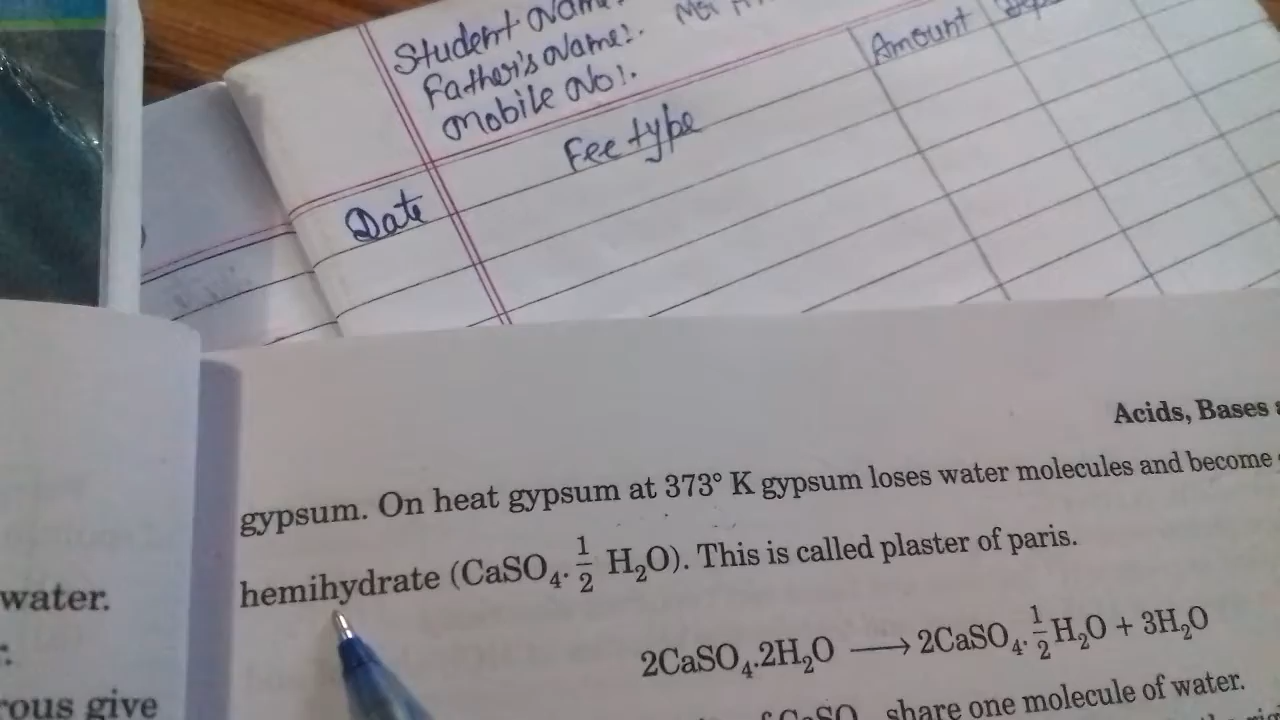 Student Name:
Father's Name:.
Mobile No:.
Amount
Fee type
Date
Acids, Bases
gypsum. On heat gypsum at 373° K gypsum loses water molecules and become
hemihydrate (CaSO₄.½ H₂O). This is called plaster of paris.
2CaSO₄.2H₂O ⟶ 2CaSO₄.½H₂O + 3H₂O
of CaSO₄ share one molecule of water.
water.
:
rous give